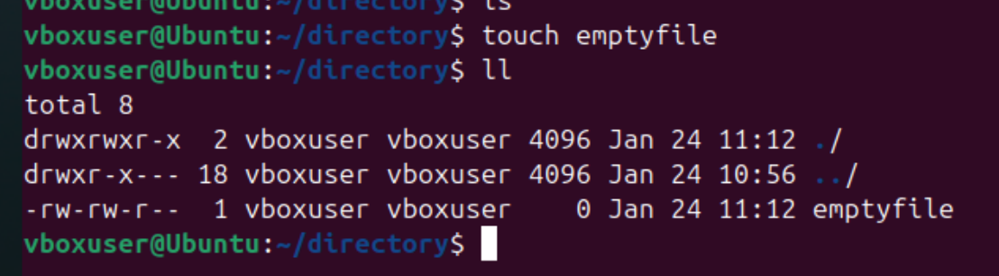 vboxuser@Ubuntu:~/directory$ ls
vboxuser@Ubuntu:~/directory$ touch emptyfile
vboxuser@Ubuntu:~/directory$ ll
total 8
drwxrwxr-x  2 vboxuser vboxuser 4096 Jan 24 11:12 ./
drwxr-x--- 18 vboxuser vboxuser 4096 Jan 24 10:56 ../
-rw-rw-r--  1 vboxuser vboxuser    0 Jan 24 11:12 emptyfile
vboxuser@Ubuntu:~/directory$